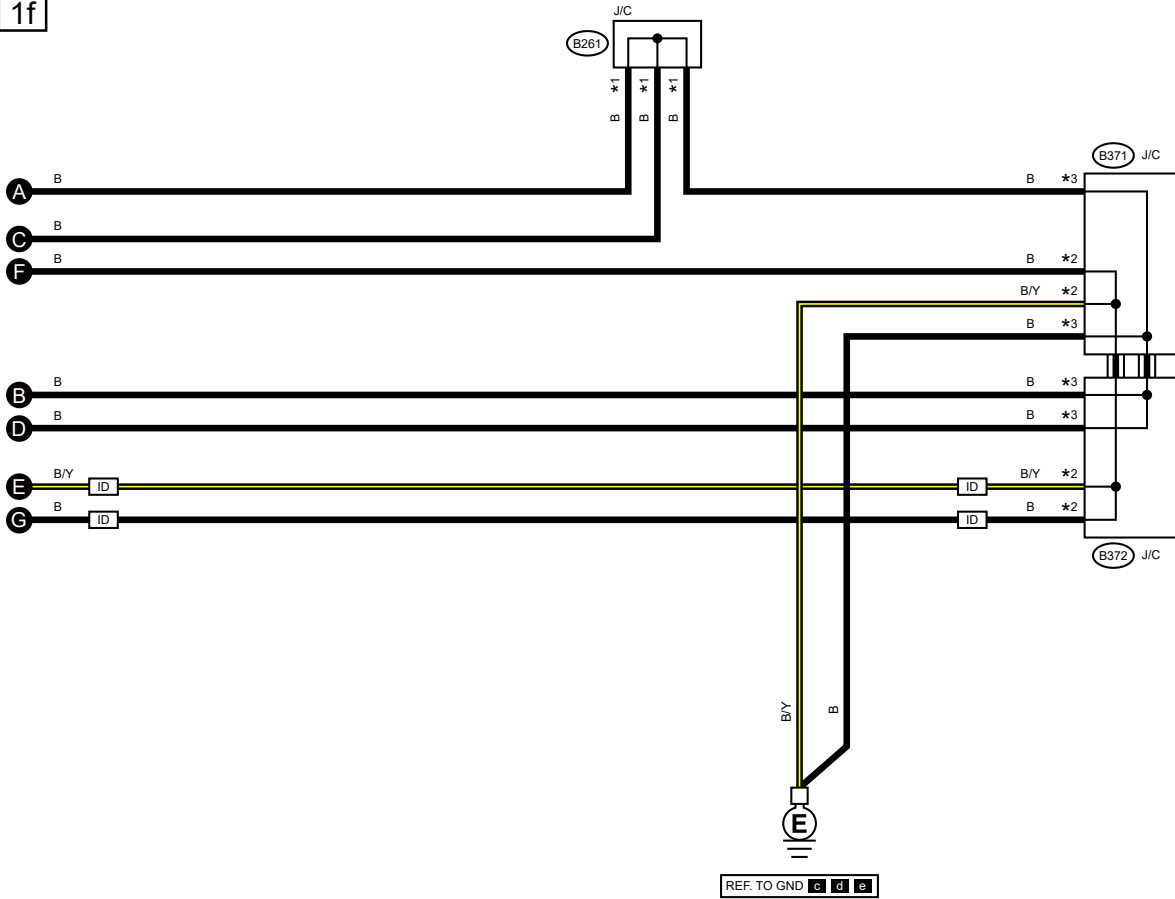 1f
J/C
B261
B *1
B *1
B *1
B371 J/C
A B B *3
C B
F B B *2
B/Y *2
B *3
B B B *3
D B B *3
E B/Y ID ID B/Y *2
G B ID ID B *2
B372 J/C
B/Y B
E
REF. TO GND c d e